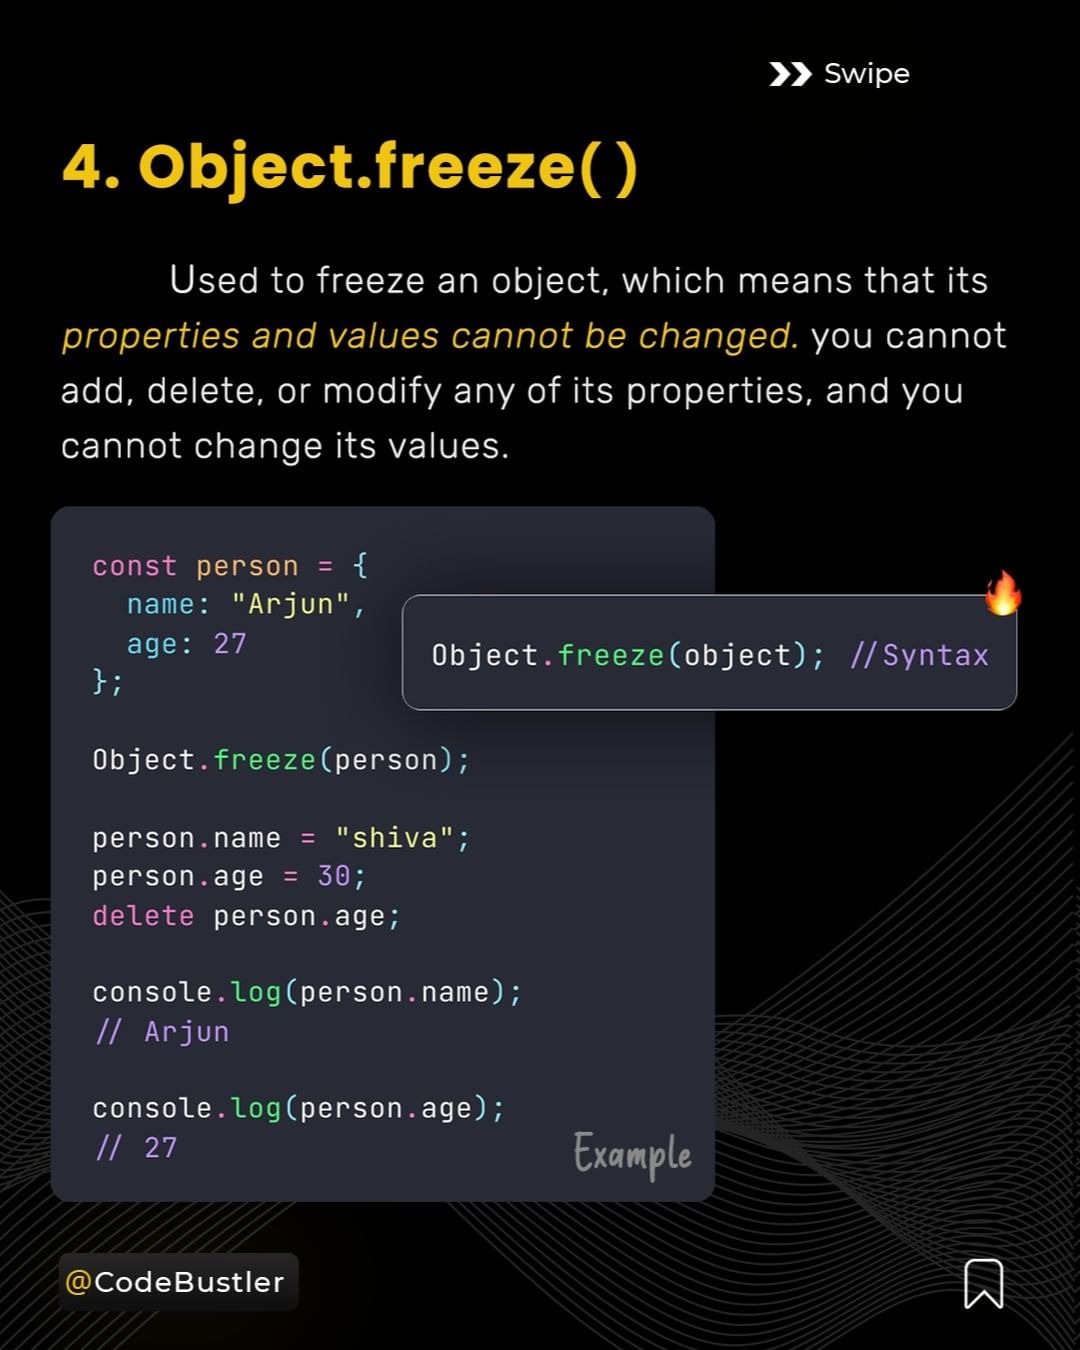 Swipe
4. Object.freeze( )
Used to freeze an object, which means that its
properties and values cannot be changed. you cannot
add, delete, or modify any of its properties, and you
cannot change its values.
const person = {
  name: "Arjun",
  age: 27
};
Object.freeze(object); //Syntax
Object.freeze(person);
person.name = "shiva";
person.age = 30;
delete person.age;
console.log(person.name);
// Arjun
console.log(person.age);
// 27
Example
@CodeBustler